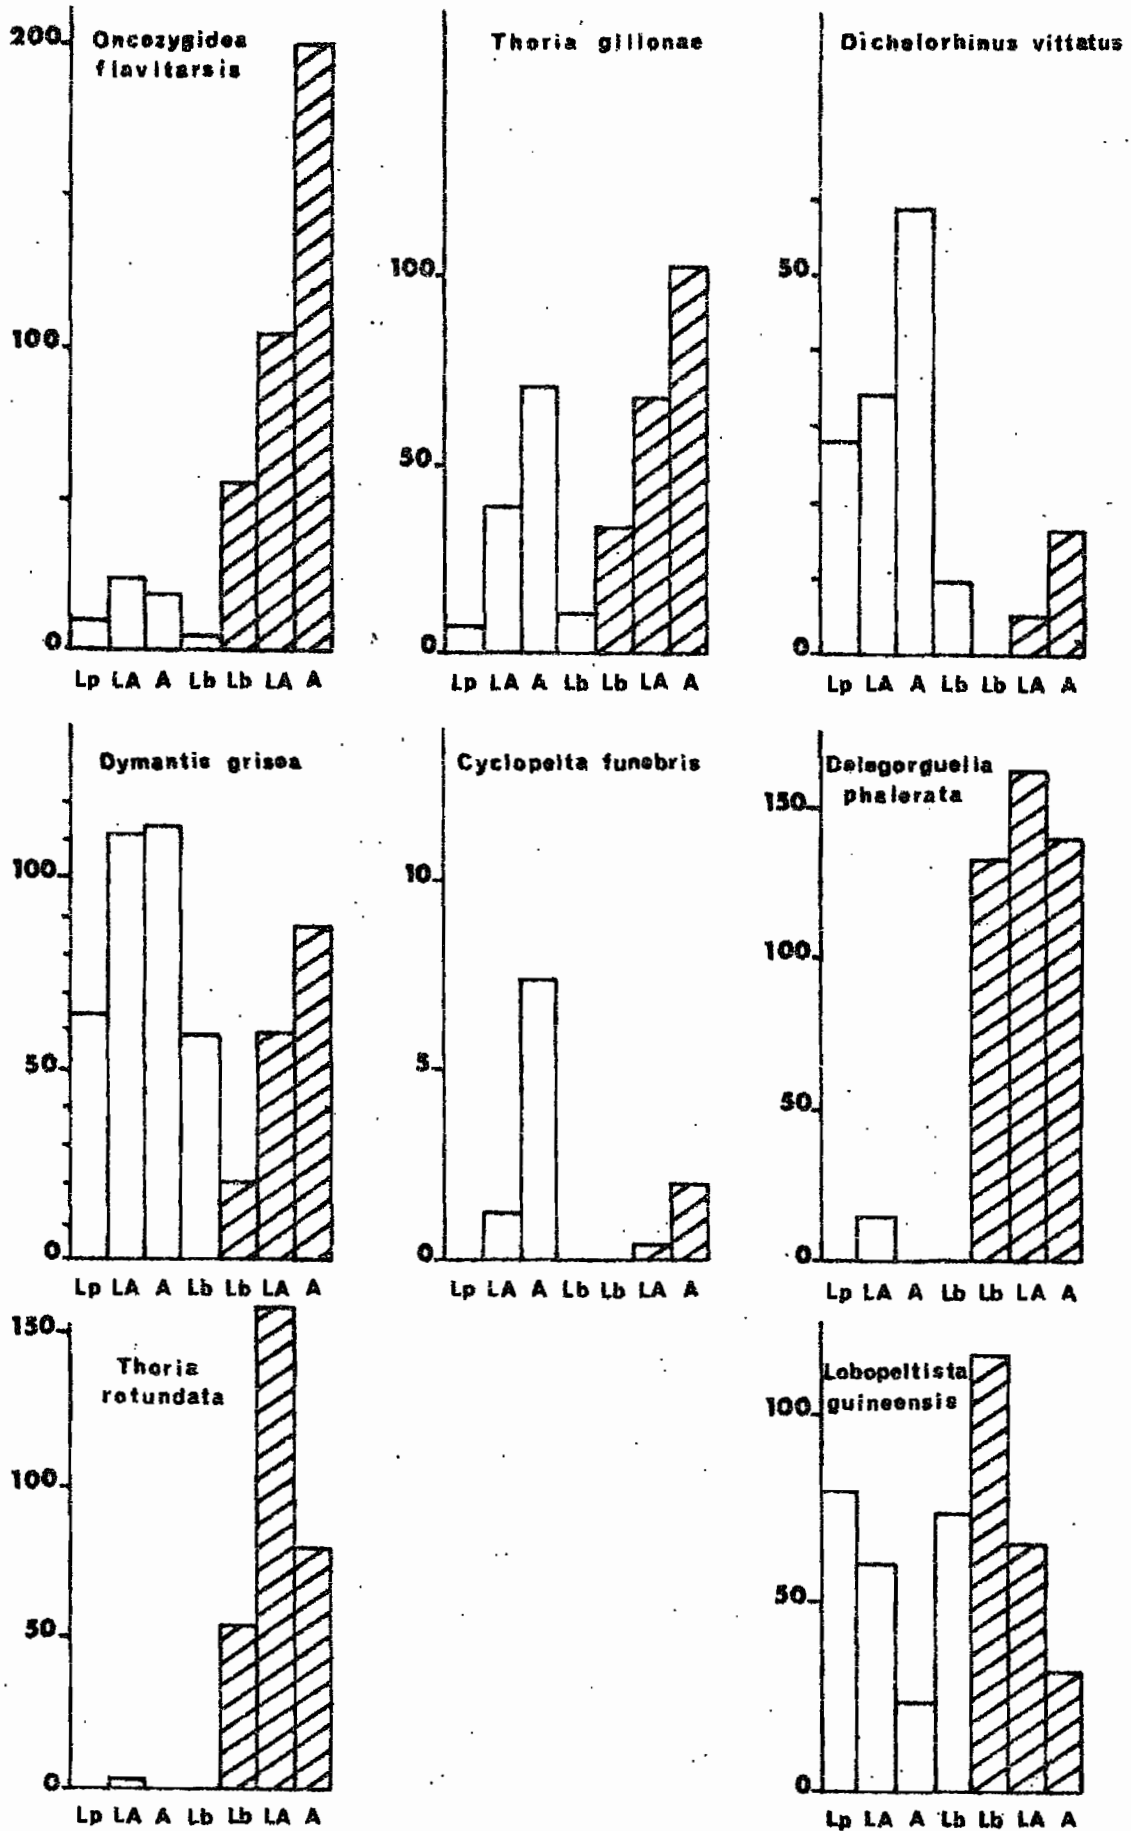 Oncozygidea
flavitarsis
200
100
0
Lp LA A Lb Lb LA A
Thoria gillonae
100
50
0
Lp LA A Lb Lb LA A
Dichelorhinus vittatus
50
0
Lp LA A Lb Lb LA A
Dymantis grisea
100
50
0
Lp LA A Lb Lb LA A
Cyclopelta funebris
10
5
0
Lp LA A Lb Lb LA A
Delegorguella
phalerata
150
100
50
0
Lp LA A Lb Lb LA A
Thoria
rotundata
150
100
50
0
Lp LA A Lb Lb LA A
Lobopeltista
guineensis
100
50
0
Lp LA A Lb Lb LA A